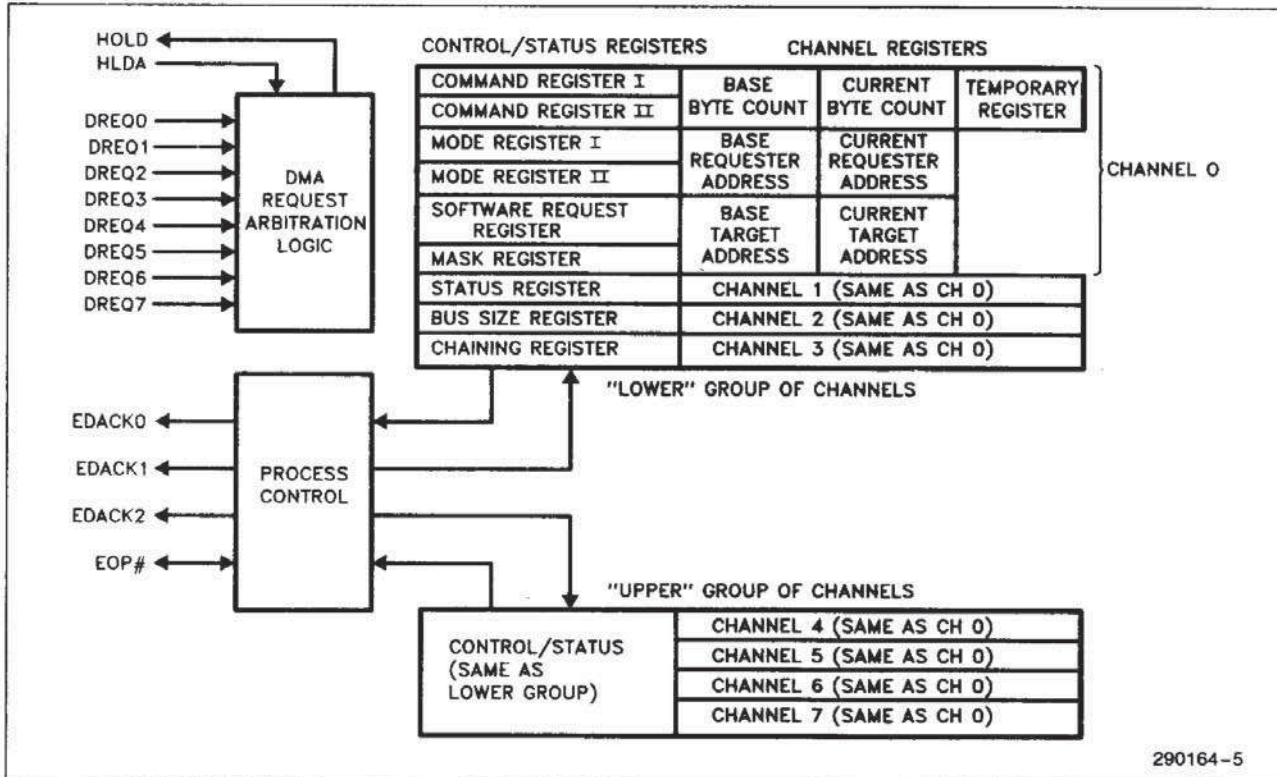 HOLD
HLDA
DREQ0
DREQ1
DREQ2
DREQ3
DREQ4
DREQ5
DREQ6
DREQ7
DMA
REQUEST
ARBITRATION
LOGIC
CONTROL/STATUS REGISTERS
CHANNEL REGISTERS
COMMAND REGISTER I
COMMAND REGISTER II
MODE REGISTER I
MODE REGISTER II
SOFTWARE REQUEST
REGISTER
MASK REGISTER
STATUS REGISTER
BUS SIZE REGISTER
CHAINING REGISTER
BASE
BYTE COUNT
CURRENT
BYTE COUNT
TEMPORARY
REGISTER
BASE
REQUESTER
ADDRESS
CURRENT
REQUESTER
ADDRESS
BASE
TARGET
ADDRESS
CURRENT
TARGET
ADDRESS
CHANNEL 0
CHANNEL 1 (SAME AS CH 0)
CHANNEL 2 (SAME AS CH 0)
CHANNEL 3 (SAME AS CH 0)
"LOWER" GROUP OF CHANNELS
EDACK0
EDACK1
EDACK2
EOP#
PROCESS
CONTROL
"UPPER" GROUP OF CHANNELS
CONTROL/STATUS
(SAME AS
LOWER GROUP)
CHANNEL 4 (SAME AS CH 0)
CHANNEL 5 (SAME AS CH 0)
CHANNEL 6 (SAME AS CH 0)
CHANNEL 7 (SAME AS CH 0)
290164-5